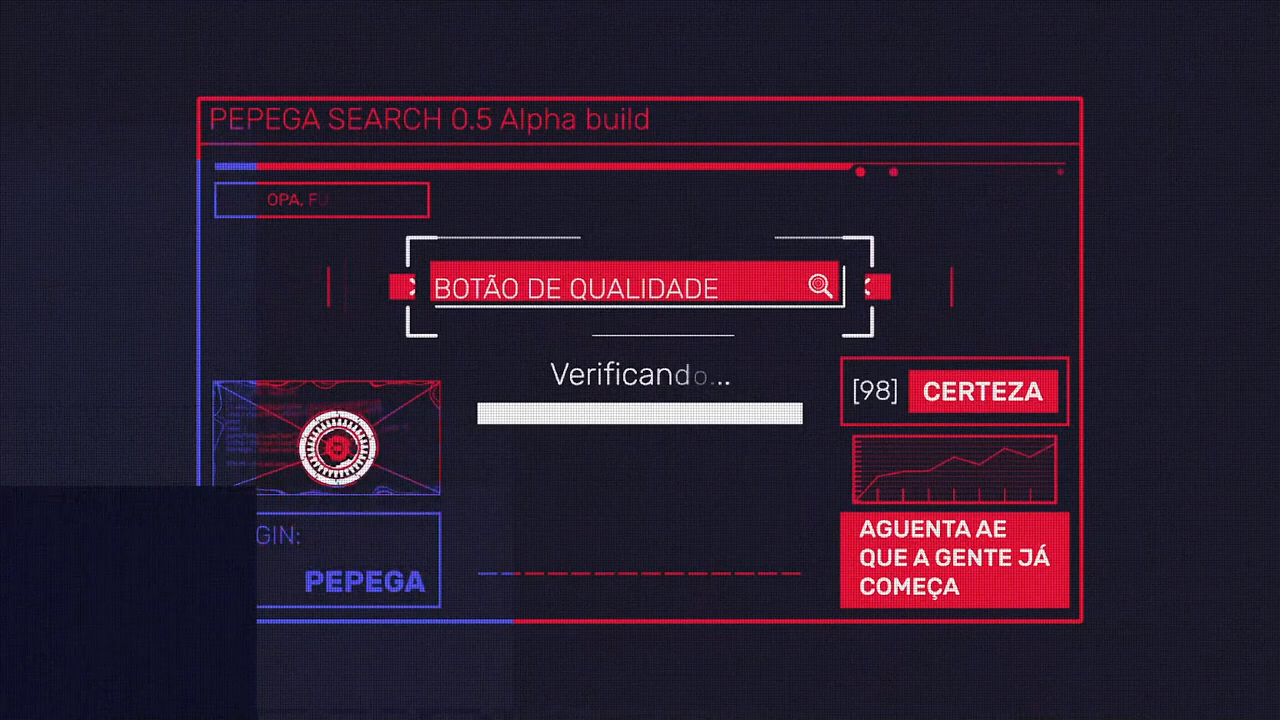 PEPEGA SEARCH 0.5 Alpha build
OPA, FU
BOTÃO DE QUALIDADE
Verificando...
[98] CERTEZA
GIN:
PEPEGA
AGUENTA AE
QUE A GENTE JÁ
COMEÇA